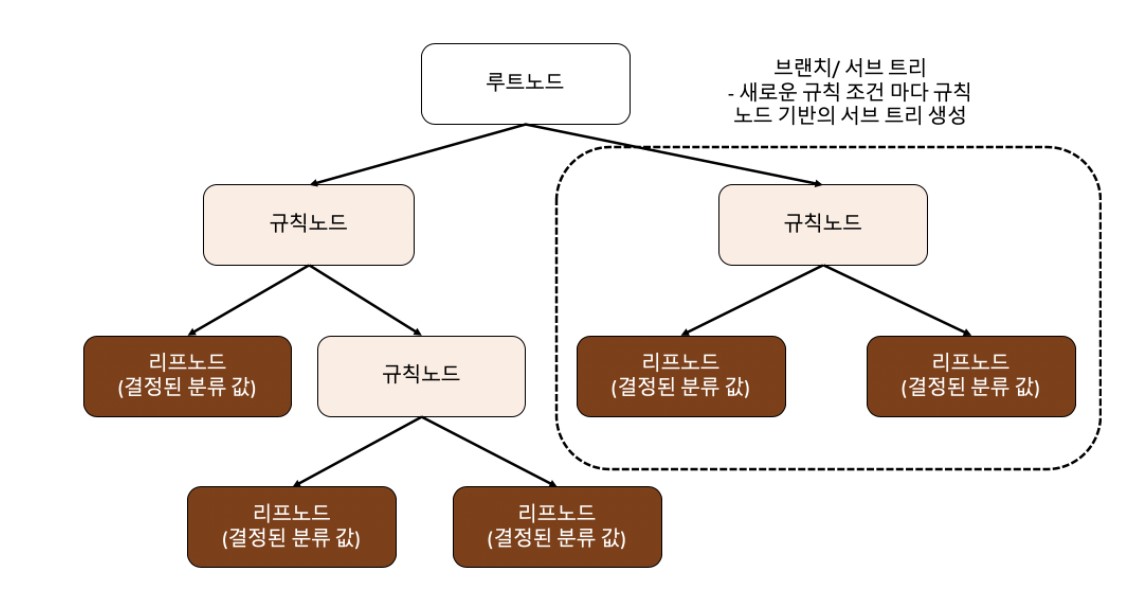 루트노드
브랜치/ 서브 트리
- 새로운 규칙 조건 마다 규칙
노드 기반의 서브 트리 생성
규칙노드
규칙노드
리프노드
(결정된 분류 값)
규칙노드
리프노드
(결정된 분류 값)
리프노드
(결정된 분류 값)
리프노드
(결정된 분류 값)
리프노드
(결정된 분류 값)